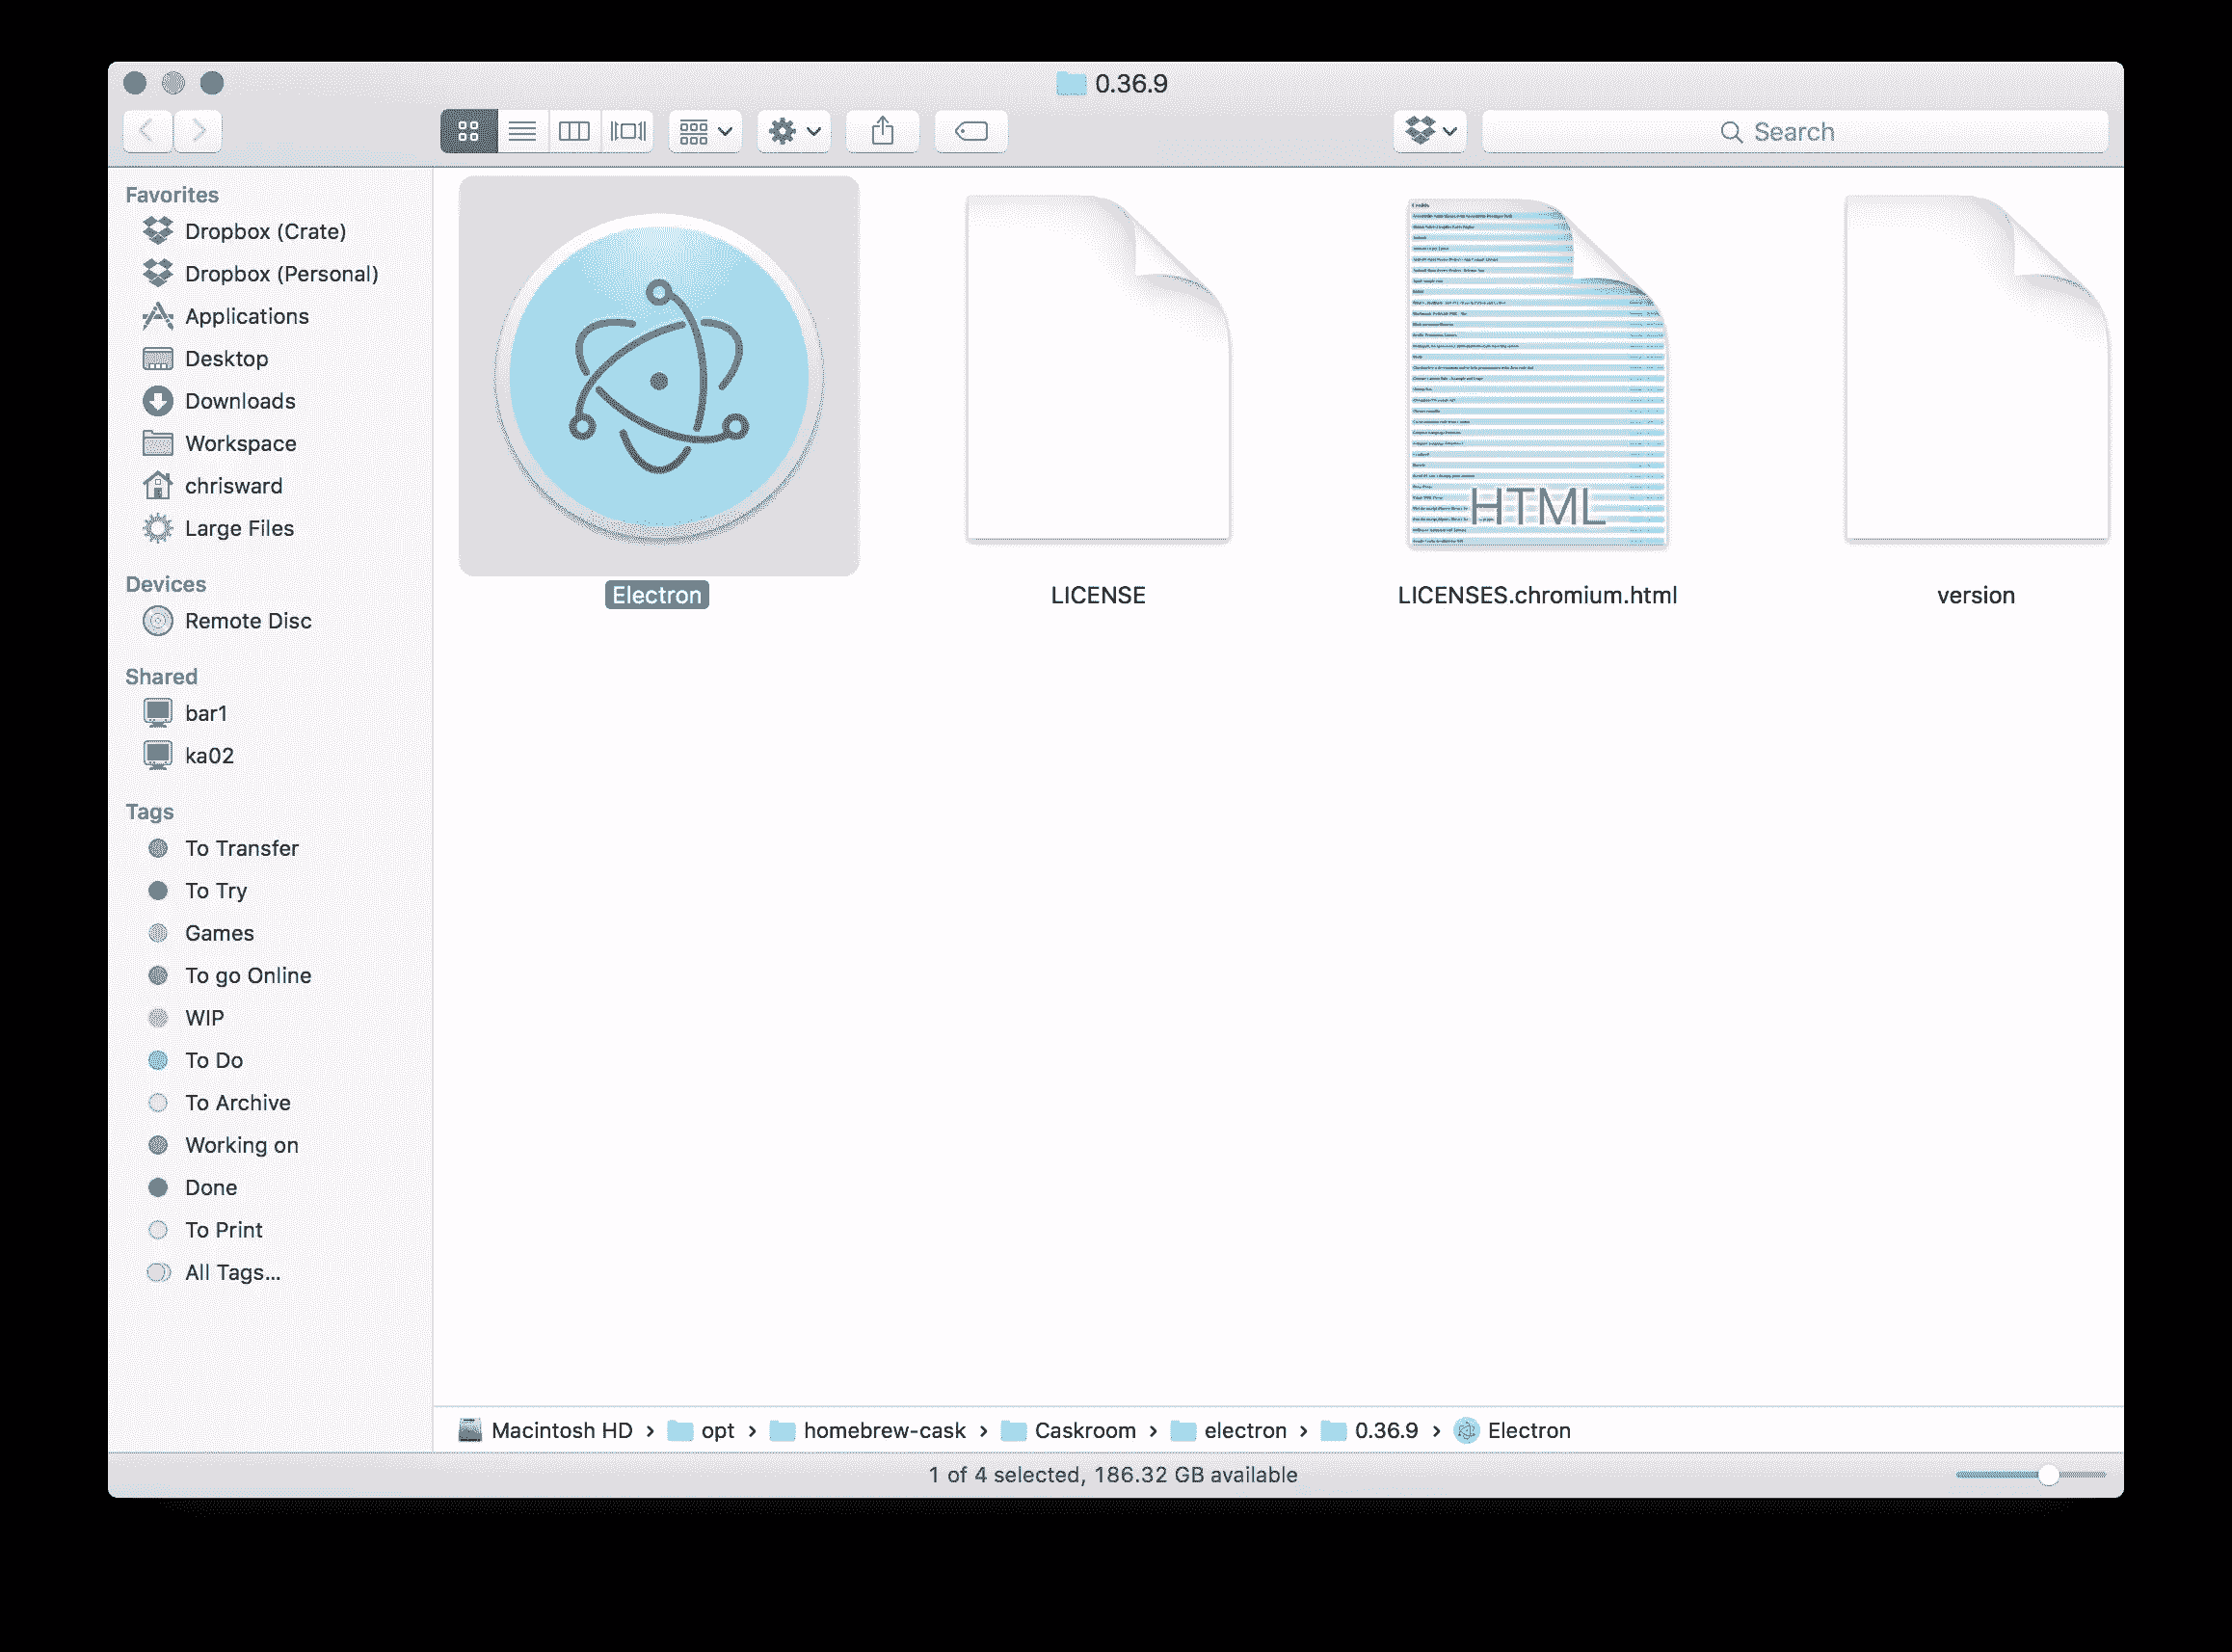 0.36.9
Search
Favorites
Dropbox (Crate)
Dropbox (Personal)
Applications
Desktop
Downloads
Workspace
chrisward
Large Files
Devices
Remote Disc
Shared
bar1
ka02
Tags
To Transfer
To Try
Games
To go Online
WIP
To Do
To Archive
Working on
Done
To Print
All Tags...
HTML
Electron
LICENSE
LICENSES.chromium.html
version
Macintosh HD › opt › homebrew-cask › Caskroom › electron › 0.36.9 › Electron
1 of 4 selected, 186.32 GB available